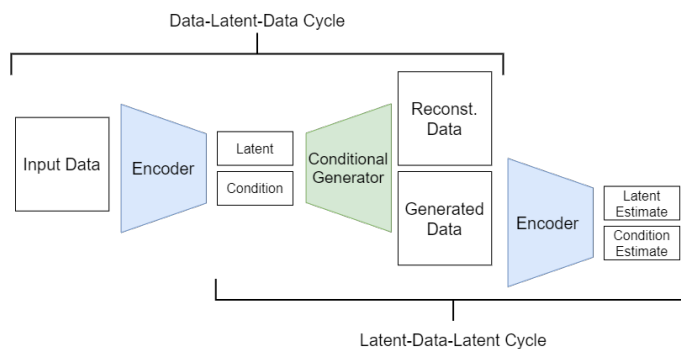 Data-Latent-Data Cycle
Input Data
Encoder
Latent
Condition
Conditional
Generator
Reconst.
Data
Generated
Data
Encoder
Latent
Estimate
Condition
Estimate
Latent-Data-Latent Cycle